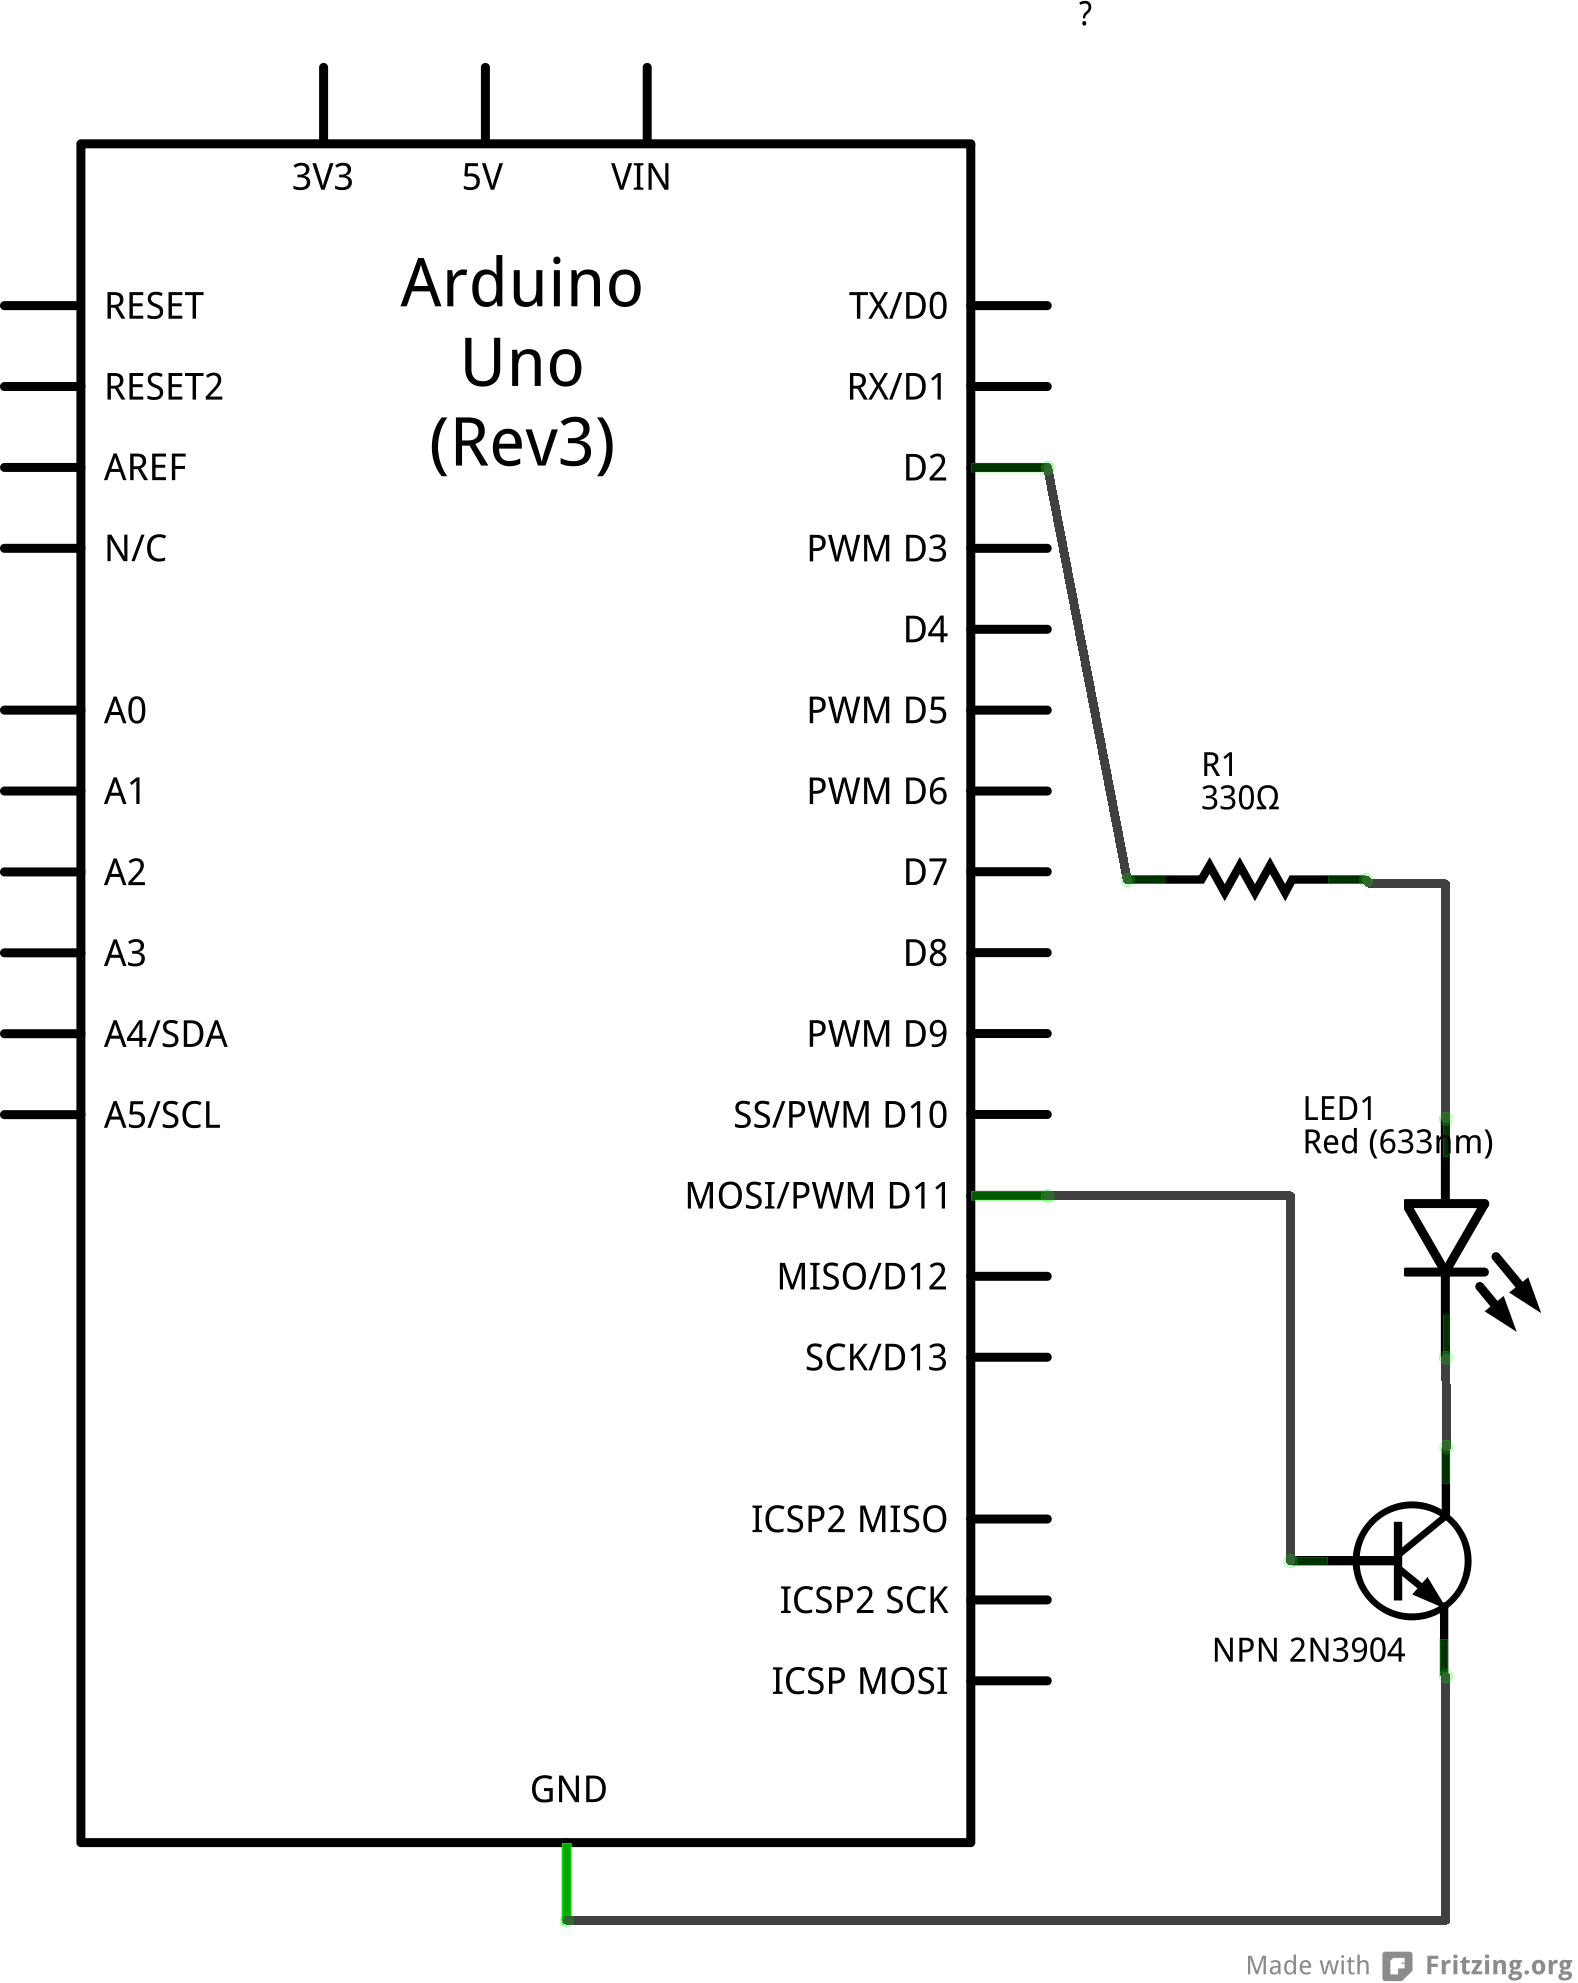 ?
3V3
5V
VIN
Arduino
Uno
(Rev3)
RESET
RESET2
AREF
N/C
A0
A1
A2
A3
A4/SDA
A5/SCL
TX/D0
RX/D1
D2
PWM D3
D4
PWM D5
PWM D6
D7
D8
PWM D9
SS/PWM D10
MOSI/PWM D11
MISO/D12
SCK/D13
ICSP2 MISO
ICSP2 SCK
ICSP MOSI
GND
R1
330Ω
LED1
Red (633nm)
NPN 2N3904
Made with Fritzing.org